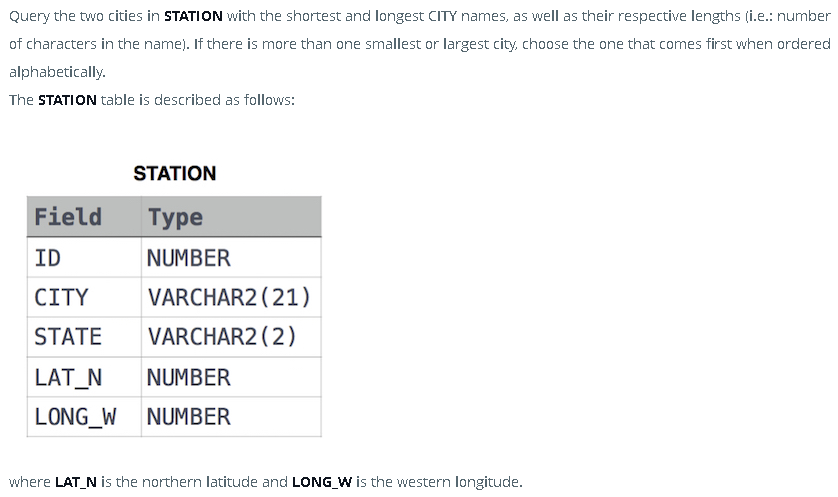 Query the two cities in STATION with the shortest and longest CITY names, as well as their respective lengths (i.e.: number
of characters in the name). If there is more than one smallest or largest city, choose the one that comes first when ordered
alphabetically.
The STATION table is described as follows:
STATION
Field Type
ID NUMBER
CITY VARCHAR2(21)
STATE VARCHAR2(2)
LAT_N NUMBER
LONG_W NUMBER
where LAT_N is the northern latitude and LONG_W is the western longitude.